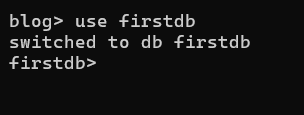 blog> use firstdb
switched to db firstdb
firstdb>